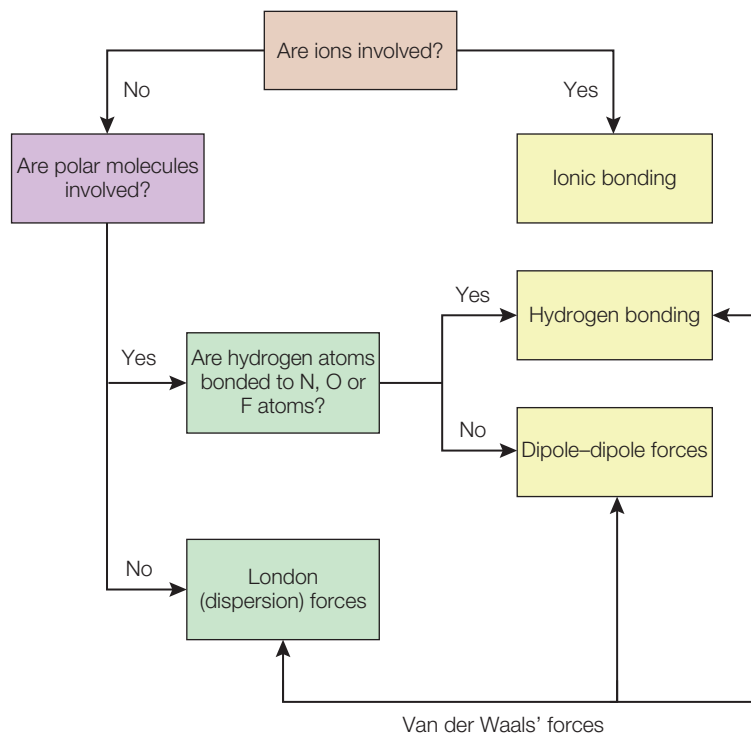 Are ions involved?
No
Yes
Are polar molecules
involved?
Ionic bonding
Yes
Hydrogen bonding
Yes
Are hydrogen atoms
bonded to N, O or
F atoms?
No
Dipole–dipole forces
No
London
(dispersion) forces
Van der Waals’ forces